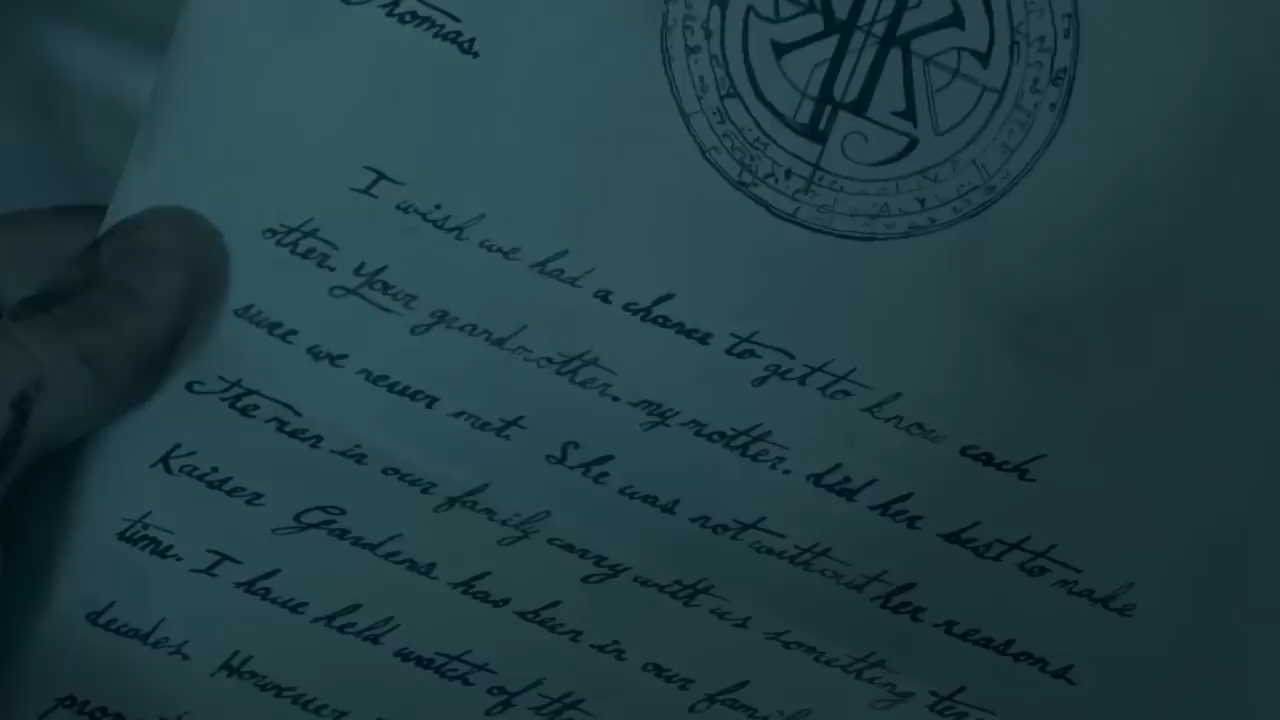 Thomas.
I wish we had a chance to get to know each
other. Your grandmother, my mother, did her best to make
sure we never met. She was not without her reasons.
The men in our family carry with us something
Kaiser Gardens has been in our
time. I have held watch of
decades. However